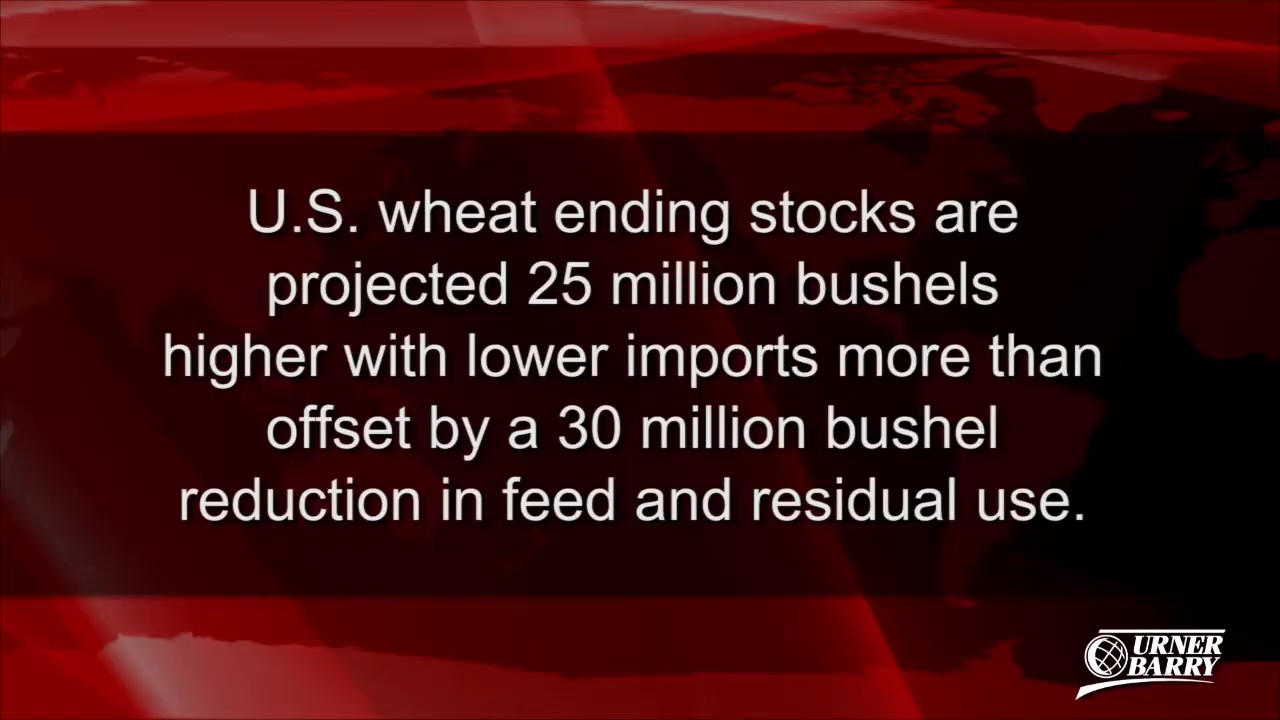 U.S. wheat ending stocks are
projected 25 million bushels
higher with lower imports more than
offset by a 30 million bushel
reduction in feed and residual use.
URNER
BARRY